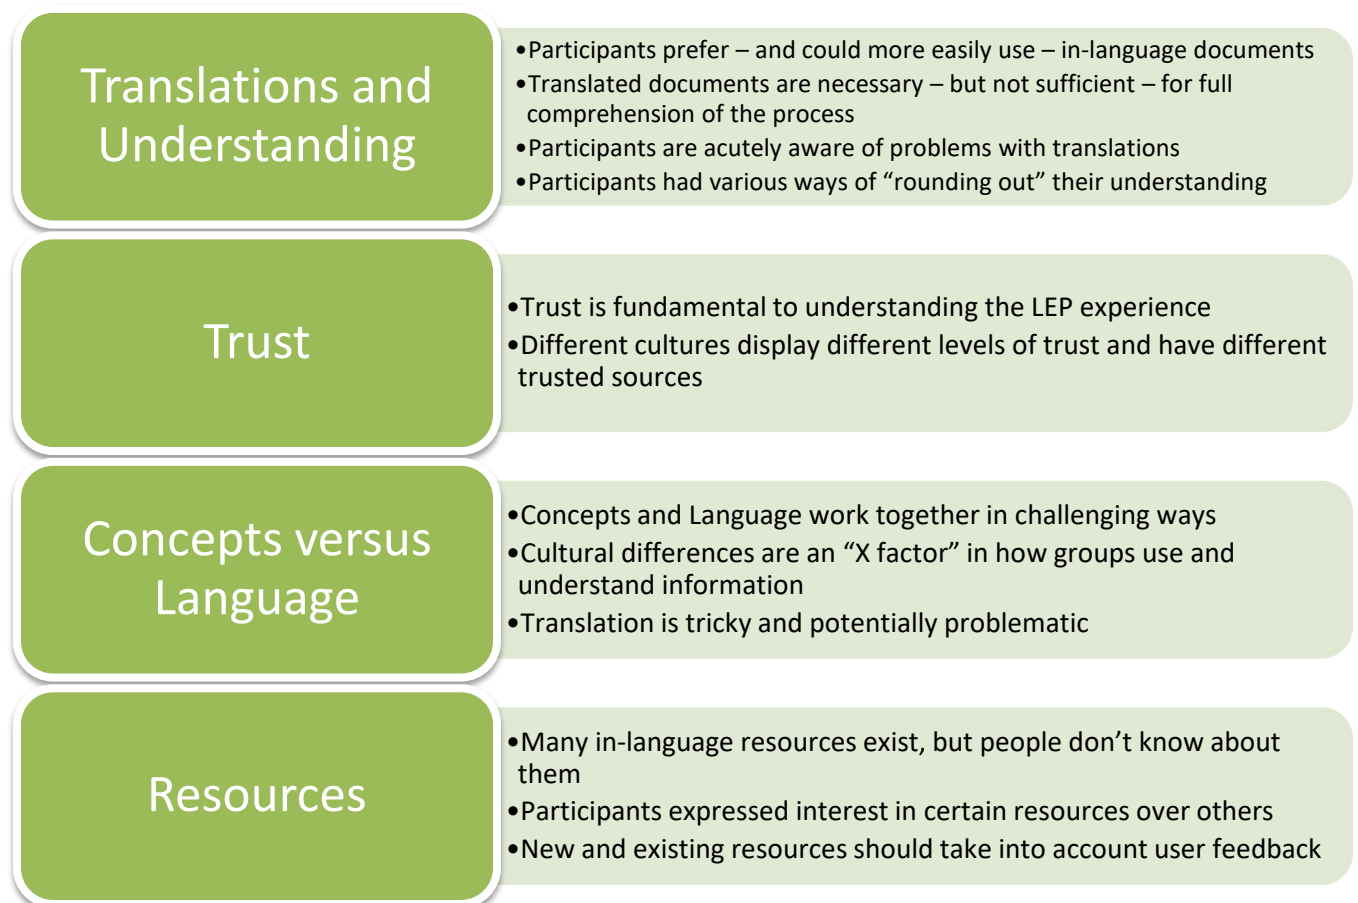 Translations and
Understanding
•Participants prefer – and could more easily use – in-language documents
•Translated documents are necessary – but not sufficient – for full
comprehension of the process
•Participants are acutely aware of problems with translations
•Participants had various ways of “rounding out” their understanding
Trust
•Trust is fundamental to understanding the LEP experience
•Different cultures display different levels of trust and have different
trusted sources
Concepts versus
Language
•Concepts and Language work together in challenging ways
•Cultural differences are an “X factor” in how groups use and
understand information
•Translation is tricky and potentially problematic
Resources
•Many in-language resources exist, but people don’t know about
them
•Participants expressed interest in certain resources over others
•New and existing resources should take into account user feedback